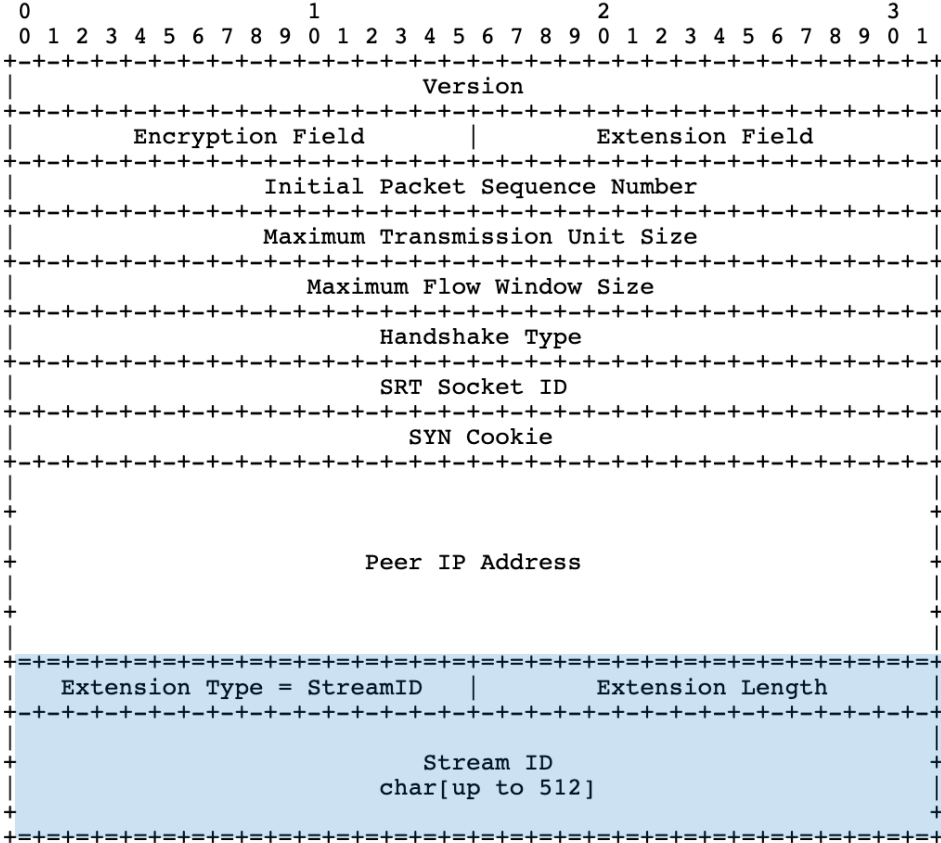 0                   1                   2                   3
 0 1 2 3 4 5 6 7 8 9 0 1 2 3 4 5 6 7 8 9 0 1 2 3 4 5 6 7 8 9 0 1
+-+-+-+-+-+-+-+-+-+-+-+-+-+-+-+-+-+-+-+-+-+-+-+-+-+-+-+-+-+-+-+-+
|                            Version                            |
+-+-+-+-+-+-+-+-+-+-+-+-+-+-+-+-+-+-+-+-+-+-+-+-+-+-+-+-+-+-+-+-+
|        Encryption Field       |        Extension Field        |
+-+-+-+-+-+-+-+-+-+-+-+-+-+-+-+-+-+-+-+-+-+-+-+-+-+-+-+-+-+-+-+-+
|                 Initial Packet Sequence Number                |
+-+-+-+-+-+-+-+-+-+-+-+-+-+-+-+-+-+-+-+-+-+-+-+-+-+-+-+-+-+-+-+-+
|                 Maximum Transmission Unit Size                |
+-+-+-+-+-+-+-+-+-+-+-+-+-+-+-+-+-+-+-+-+-+-+-+-+-+-+-+-+-+-+-+-+
|                    Maximum Flow Window Size                   |
+-+-+-+-+-+-+-+-+-+-+-+-+-+-+-+-+-+-+-+-+-+-+-+-+-+-+-+-+-+-+-+-+
|                         Handshake Type                        |
+-+-+-+-+-+-+-+-+-+-+-+-+-+-+-+-+-+-+-+-+-+-+-+-+-+-+-+-+-+-+-+-+
|                         SRT Socket ID                         |
+-+-+-+-+-+-+-+-+-+-+-+-+-+-+-+-+-+-+-+-+-+-+-+-+-+-+-+-+-+-+-+-+
|                           SYN Cookie                          |
+-+-+-+-+-+-+-+-+-+-+-+-+-+-+-+-+-+-+-+-+-+-+-+-+-+-+-+-+-+-+-+-+
|                                                               |
+                                                               +
|                                                               |
+                        Peer IP Address                        +
|                                                               |
+                                                               +
|                                                               |
+=+=+=+=+=+=+=+=+=+=+=+=+=+=+=+=+=+=+=+=+=+=+=+=+=+=+=+=+=+=+=+=+
|   Extension Type = StreamID   |        Extension Length       |
+-+-+-+-+-+-+-+-+-+-+-+-+-+-+-+-+-+-+-+-+-+-+-+-+-+-+-+-+-+-+-+-+
|                                                               |
+                            Stream ID                          +
|                         char[up to 512]                       |
+                                                               +
+=+=+=+=+=+=+=+=+=+=+=+=+=+=+=+=+=+=+=+=+=+=+=+=+=+=+=+=+=+=+=+=+